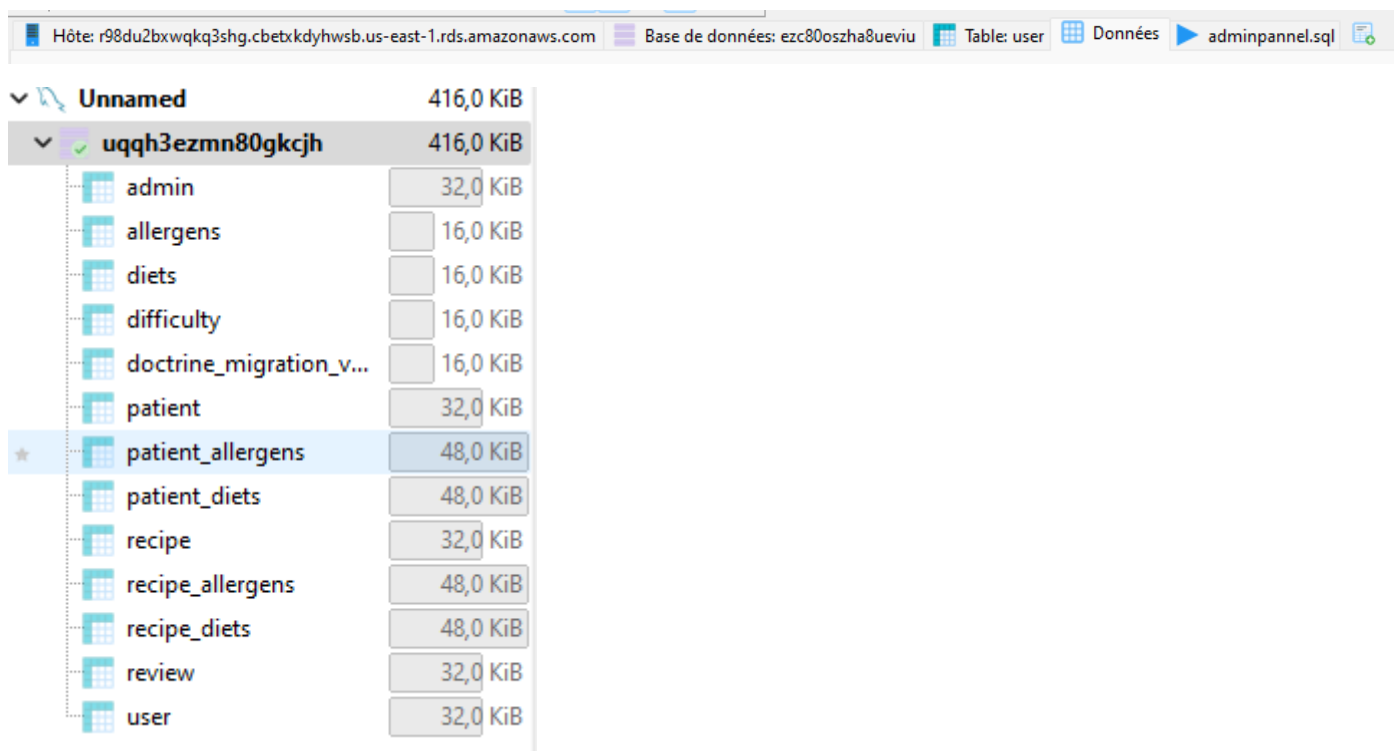 Hôte: r98du2bxwqkq3shg.cbetxkdyhwsb.us-east-1.rds.amazonaws.com Base de données: ezc80oszha8ueviu Table: user Données adminpannel.sql
Unnamed 416,0 KiB
uqqh3ezmn80gkcjh 416,0 KiB
admin 32,0 KiB
allergens 16,0 KiB
diets 16,0 KiB
difficulty 16,0 KiB
doctrine_migration_v... 16,0 KiB
patient 32,0 KiB
patient_allergens 48,0 KiB
patient_diets 48,0 KiB
recipe 32,0 KiB
recipe_allergens 48,0 KiB
recipe_diets 48,0 KiB
review 32,0 KiB
user 32,0 KiB